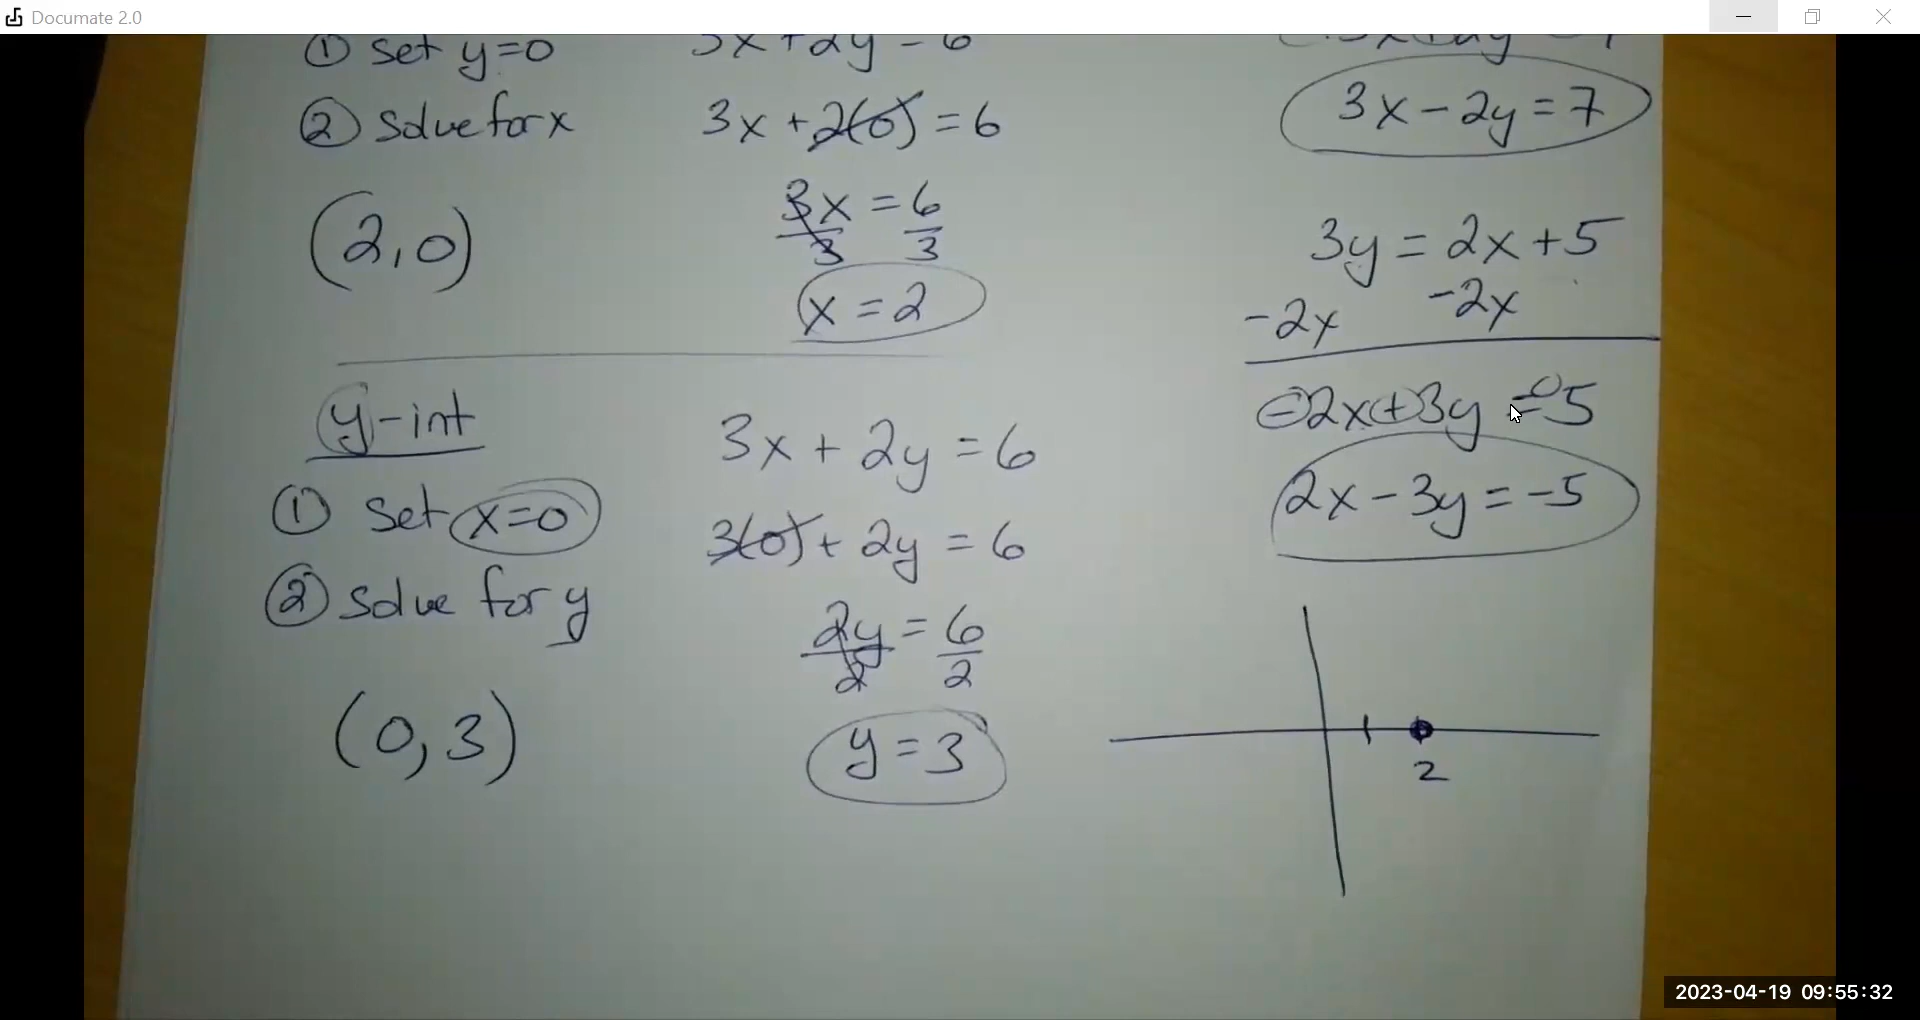 Documate 2.0
① Set y=0
② Solve for x
(2,0)
3x + 2y = 6
3x + 2(0) = 6
3x = 6
3 3
x = 2
y-int
① Set x=0
② Solve for y
(0,3)
3x + 2y = 6
3(0) + 2y = 6
2y = 6
2 2
y = 3
3x - 2y = 7
3y = 2x + 5
-2x -2x
-2x + 3y = 5
2x - 3y = -5
2
2023-04-19 09:55:32